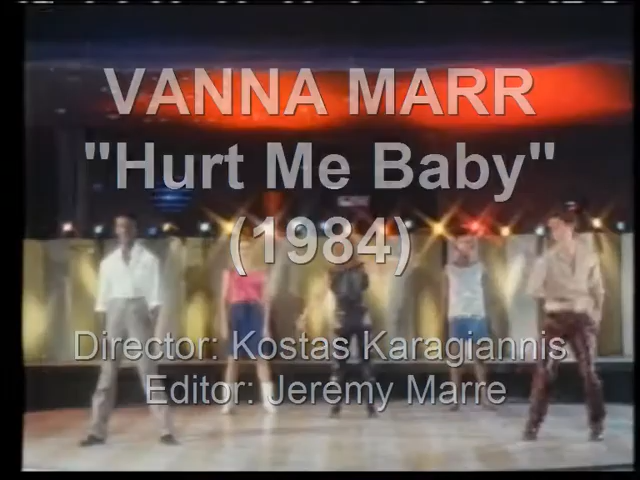 VANNA MARR
"Hurt Me Baby"
(1984)
Director: Kostas Karagiannis
Editor: Jeremy Marre